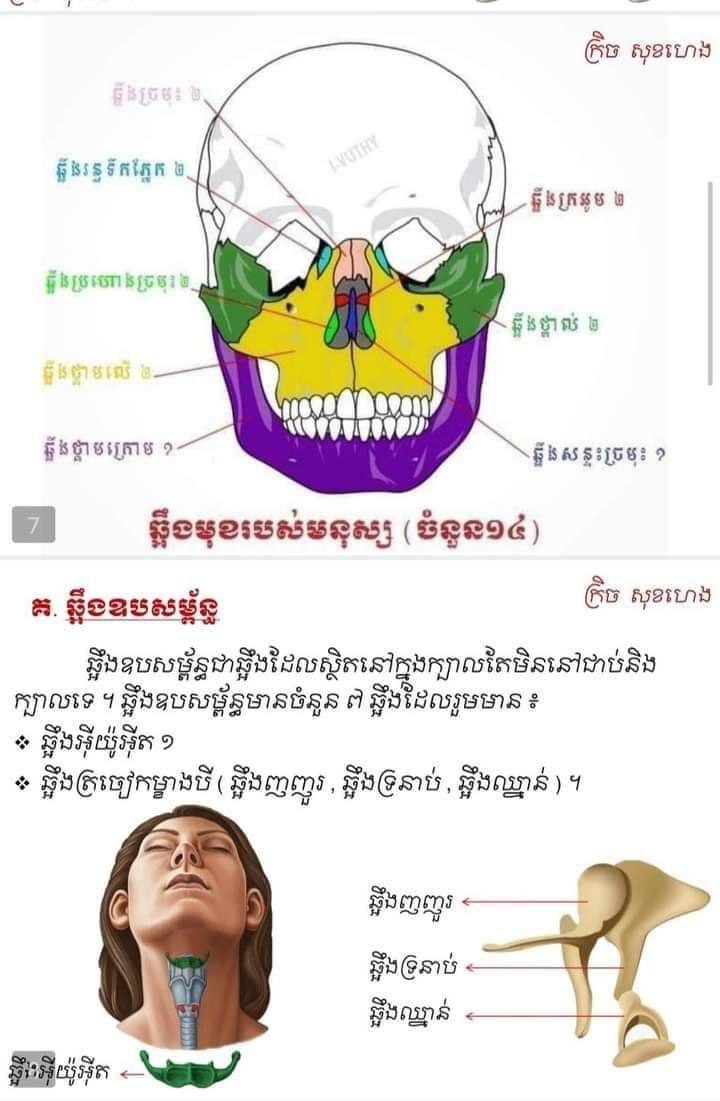 ក្រិច សុខហេង
ឆ្អឹងច្រមុះ ២
ឆ្អឹងរន្ធទឹកភ្នែក ២
ឆ្អឹងក្រអូម ២
ឆ្អឹងប្រហោងច្រមុះ ២
ឆ្អឹងថ្ពាល់ ២
ឆ្អឹងថ្គាមលើ ២
ឆ្អឹងថ្គាមក្រោម ១
ឆ្អឹងសន្ទះច្រមុះ ១
I-VUTHY
7
ឆ្អឹងមុខរបស់មនុស្ស (ចំនួន១៤)
ក្រិច សុខហេង
គ. ឆ្អឹងឧបសម្ព័ន្ធ
ឆ្អឹងឧបសម្ព័ន្ធជាឆ្អឹងដែលស្ថិតនៅក្នុងក្បាលតែមិននៅជាប់និង
ក្បាលទេ ។ ឆ្អឹងឧបសម្ព័ន្ធមានចំនួន ៧ ឆ្អឹងដែលរួមមាន ៖
❖ ឆ្អឹងអ៊ីយ៉ូអ៊ីត ១
❖ ឆ្អឹងត្រចៀកម្ខាងបី ( ឆ្អឹងញញួរ , ឆ្អឹងទ្រនាប់ , ឆ្អឹងឈ្នាន់ ) ។
ឆ្អឹងញញួរ
ឆ្អឹងទ្រនាប់
ឆ្អឹងឈ្នាន់
ឆ្អឹងអ៊ីយ៉ូអ៊ីត